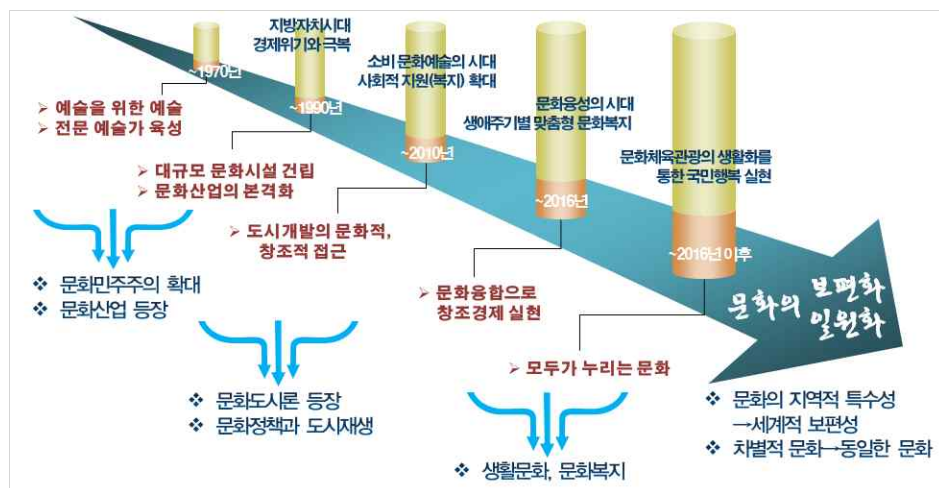 ~1970년
➢ 예술을 위한 예술
➢ 전문 예술가 육성
지방자치시대
경제위기와 극복
~1990년
➢ 대규모 문화시설 건립
➢ 문화산업의 본격화
❖ 문화민주주의 확대
❖ 문화산업 등장
소비 문화예술의 시대
사회적 지원(복지) 확대
~2010년
➢ 도시개발의 문화적,
창조적 접근
❖ 문화도시론 등장
❖ 문화정책과 도시재생
문화융성의 시대
생애주기별 맞춤형 문화복지
~2016년
➢ 문화융합으로
창조경제 실현
문화체육관광의 생활화를
통한 국민행복 실현
~2016년 이후
➢ 모두가 누리는 문화
❖ 생활문화, 문화복지
문화의 보편화
일원화
❖ 문화의 지역적 특수성
→세계적 보편성
❖ 차별적 문화→동일한 문화